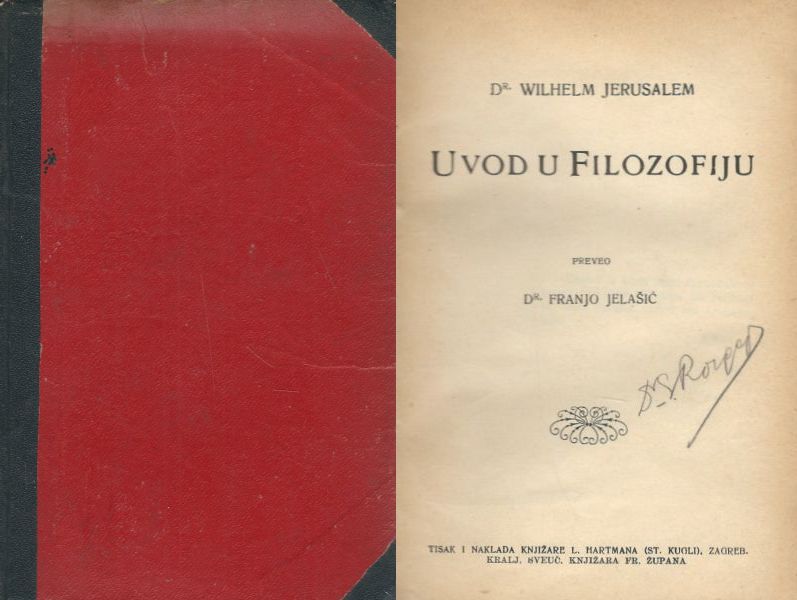 DR. WILHELM JERUSALEM
UVOD U FILOZOFIJU
PREVEO
DR. FRANJO JELAŠIĆ
TISAK I NAKLADA KNJIŽARE L. HARTMANA (ST. KUGLI), ZAGREB.
KRALJ. SVEUČ. KNJIŽARA FR. ŽUPANA